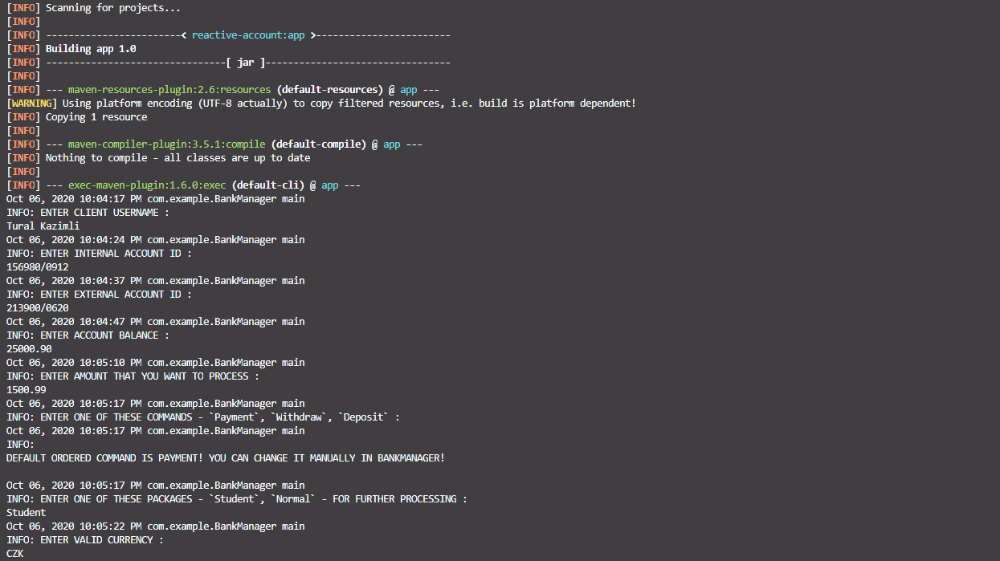 [INFO] Scanning for projects...
[INFO]
[INFO] ------------------------< reactive-account:app >------------------------
[INFO] Building app 1.0
[INFO] --------------------------------[ jar ]---------------------------------
[INFO]
[INFO] --- maven-resources-plugin:2.6:resources (default-resources) @ app ---
[WARNING] Using platform encoding (UTF-8 actually) to copy filtered resources, i.e. build is platform dependent!
[INFO] Copying 1 resource
[INFO]
[INFO] --- maven-compiler-plugin:3.5.1:compile (default-compile) @ app ---
[INFO] Nothing to compile - all classes are up to date
[INFO]
[INFO] --- exec-maven-plugin:1.6.0:exec (default-cli) @ app ---
Oct 06, 2020 10:04:17 PM com.example.BankManager main
INFO: ENTER CLIENT USERNAME :
Tural Kazimli
Oct 06, 2020 10:04:24 PM com.example.BankManager main
INFO: ENTER INTERNAL ACCOUNT ID :
156980/0912
Oct 06, 2020 10:04:37 PM com.example.BankManager main
INFO: ENTER EXTERNAL ACCOUNT ID :
213900/0620
Oct 06, 2020 10:04:47 PM com.example.BankManager main
INFO: ENTER ACCOUNT BALANCE :
25000.90
Oct 06, 2020 10:05:10 PM com.example.BankManager main
INFO: ENTER AMOUNT THAT YOU WANT TO PROCESS :
1500.99
Oct 06, 2020 10:05:17 PM com.example.BankManager main
INFO: ENTER ONE OF THESE COMMANDS - `Payment`, `Withdraw`, `Deposit` :
Oct 06, 2020 10:05:17 PM com.example.BankManager main
INFO:
DEFAULT ORDERED COMMAND IS PAYMENT! YOU CAN CHANGE IT MANUALLY IN BANKMANAGER!
Oct 06, 2020 10:05:17 PM com.example.BankManager main
INFO: ENTER ONE OF THESE PACKAGES - `Student`, `Normal` - FOR FURTHER PROCESSING :
Student
Oct 06, 2020 10:05:22 PM com.example.BankManager main
INFO: ENTER VALID CURRENCY :
CZK